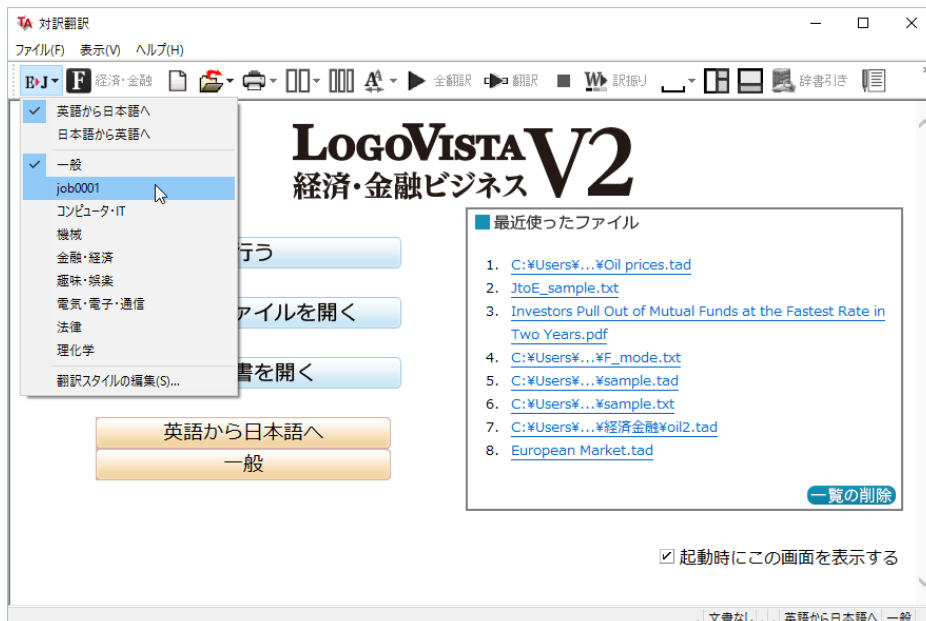 対訳翻訳
ファイル(F) 表示(V) ヘルプ(H)
E▸J F 経済・金融 全翻訳 翻訳 W 訳振り 辞書引き
英語から日本語へ
日本語から英語へ
一般
job0001
コンピュータ・IT
機械
金融・経済
趣味・娯楽
電気・電子・通信
法律
理化学
翻訳スタイルの編集(S)...
LOGOVISTA V2
経済・金融ビジネス
行う
ァイルを開く
書を開く
英語から日本語へ
一般
最近使ったファイル
1. C:¥Users¥...¥Oil prices.tad
2. JtoE_sample.txt
3. Investors Pull Out of Mutual Funds at the Fastest Rate in
Two Years.pdf
4. C:¥Users¥...¥F_mode.txt
5. C:¥Users¥...¥sample.tad
6. C:¥Users¥...¥sample.txt
7. C:¥Users¥...¥経済金融¥oil2.tad
8. European Market.tad
一覧の削除
起動時にこの画面を表示する
文書なし 英語から日本語へ 一般